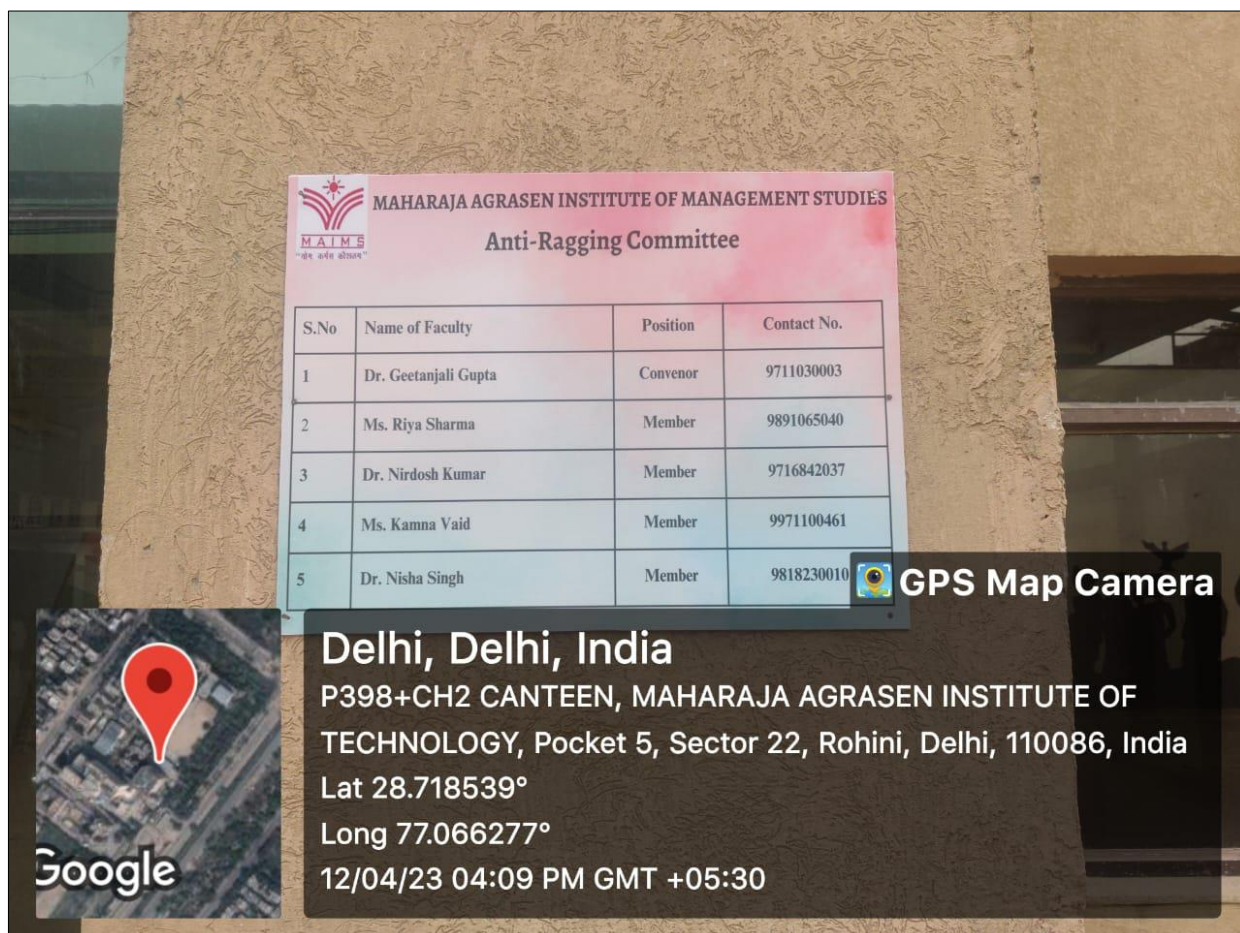 MAHARAJA AGRASEN INSTITUTE OF MANAGEMENT STUDIES
MAIMS
Anti-Ragging Committee
S.No Name of Faculty Position Contact No.
1 Dr. Geetanjali Gupta Convenor 9711030003
2 Ms. Riya Sharma Member 9891065040
3 Dr. Nirdosh Kumar Member 9716842037
4 Ms. Kamna Vaid Member 9971100461
5 Dr. Nisha Singh Member 9818230010
GPS Map Camera
Delhi, Delhi, India
P398+CH2 CANTEEN, MAHARAJA AGRASEN INSTITUTE OF
TECHNOLOGY, Pocket 5, Sector 22, Rohini, Delhi, 110086, India
Lat 28.718539°
Long 77.066277°
12/04/23 04:09 PM GMT +05:30
Google